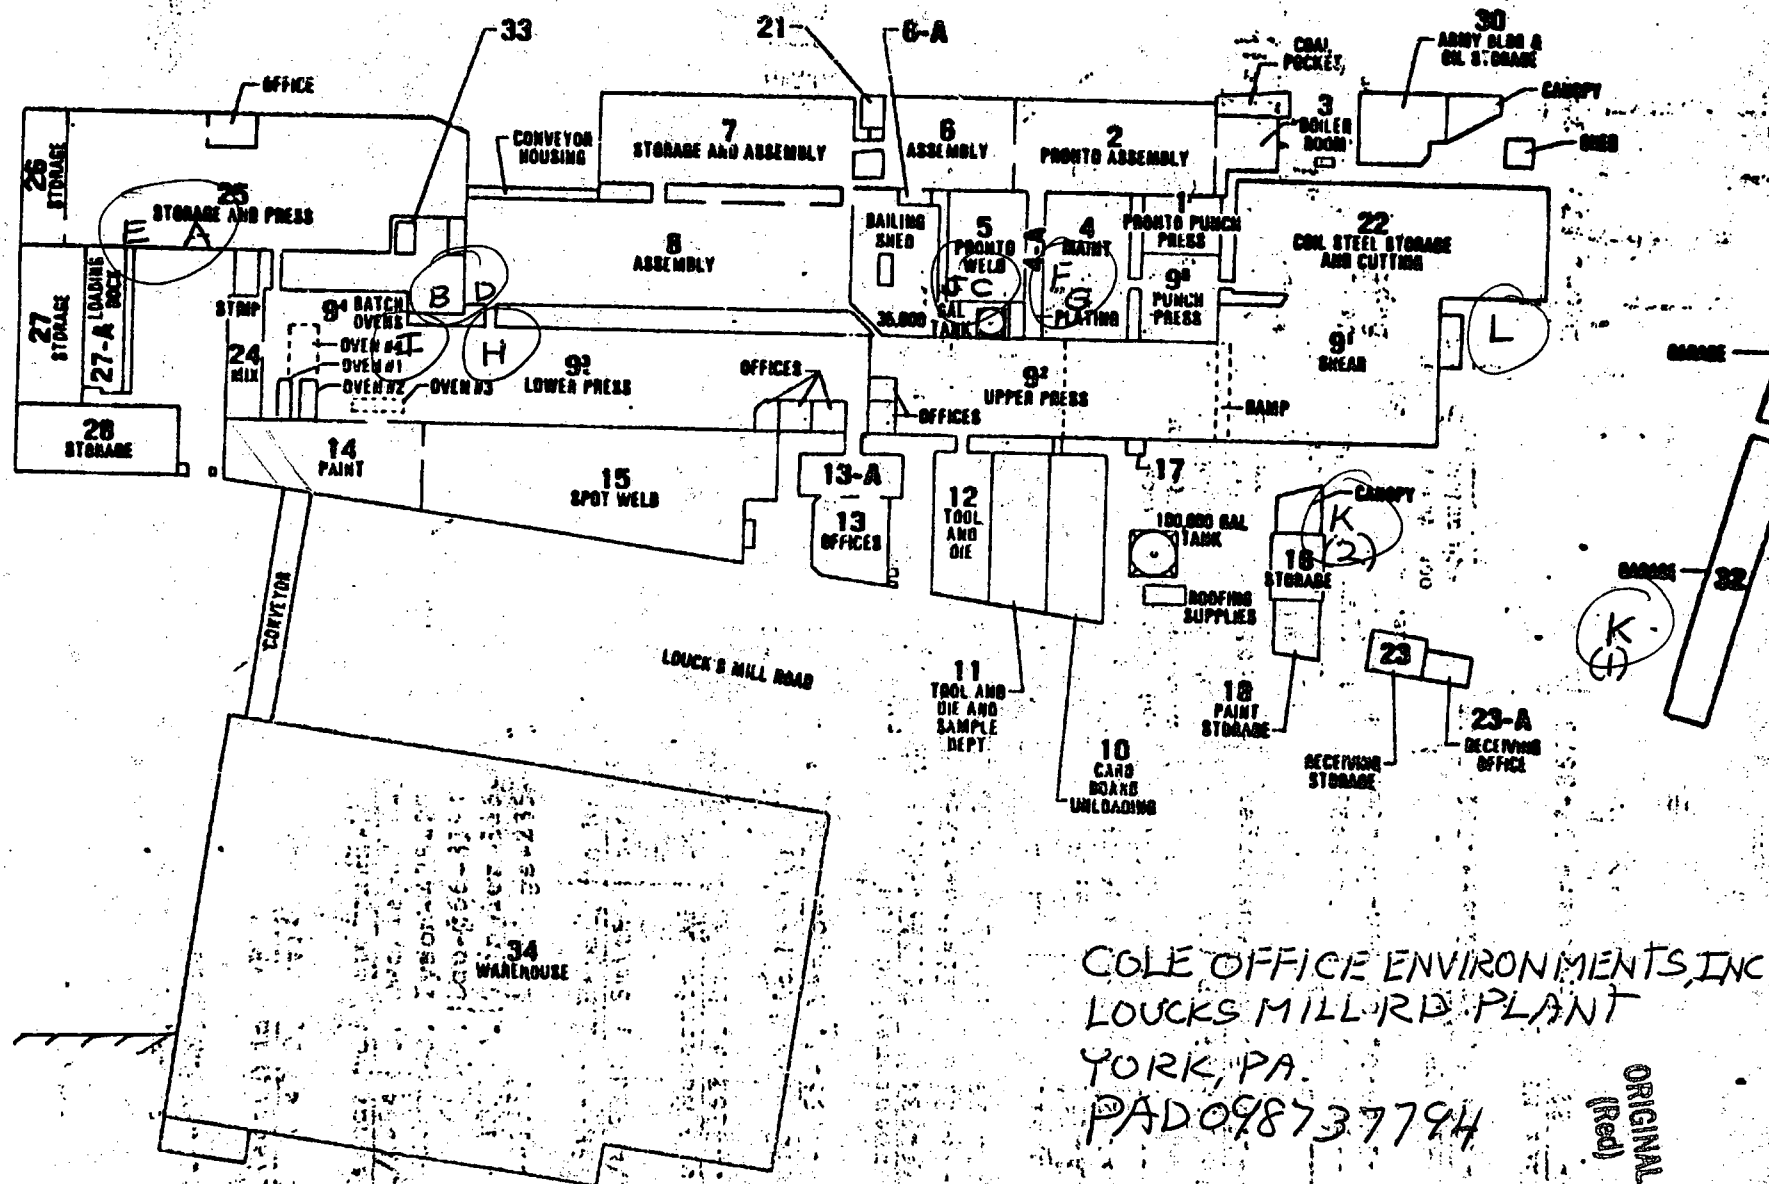 33
21
6-A
30
ARMY BLDG &
OIL STORAGE
COAL
POCKET
CANOPY
OFFICE
3
BOILER
ROOM
SHED
7
STORAGE AND ASSEMBLY
6
ASSEMBLY
2
PRONTO ASSEMBLY
CONVEYOR
HOUSING
26
STORAGE
25
STORAGE AND PRESS
E
A
BAILING
SHED
5
PRONTO
WELD
4-A
4
MAINT
1
PRONTO PUNCH
PRESS
22
COIL STEEL STORAGE
AND CUTTING
8
ASSEMBLY
27
STORAGE
27-A LOADING
DOCK
STRIP
B
D
J
C
F
G
PLATING
36,000
GAL
TANK
9⁵
PUNCH
PRESS
L
9⁴ BATCH
OVENS
OVEN #4
OVEN #1
OVEN #2
OVEN #3
I
H
24
MIX
9³
LOWER PRESS
OFFICES
OFFICES
9²
UPPER PRESS
9¹
SHEAR
RAMP
GARAGE
28
STORAGE
14
PAINT
15
SPOT WELD
13-A
13
OFFICES
12
TOOL
AND
DIE
17
CANOPY
K
(2)
100,000 GAL
TANK
16
STORAGE
GARAGE
32
ROOFING
SUPPLIES
K
(1)
CONVEYOR
LOUCK'S MILL ROAD
11
TOOL AND
DIE AND
SAMPLE
DEPT
18
PAINT
STORAGE
23
RECEIVING
STORAGE
23-A
RECEIVING
OFFICE
10
CARD
BOARD
UNLOADING
34
WAREHOUSE
COLE OFFICE ENVIRONMENTS, INC
LOUCKS MILL RD PLANT
YORK, PA.
PAD098737794
ORIGINAL
(Red)